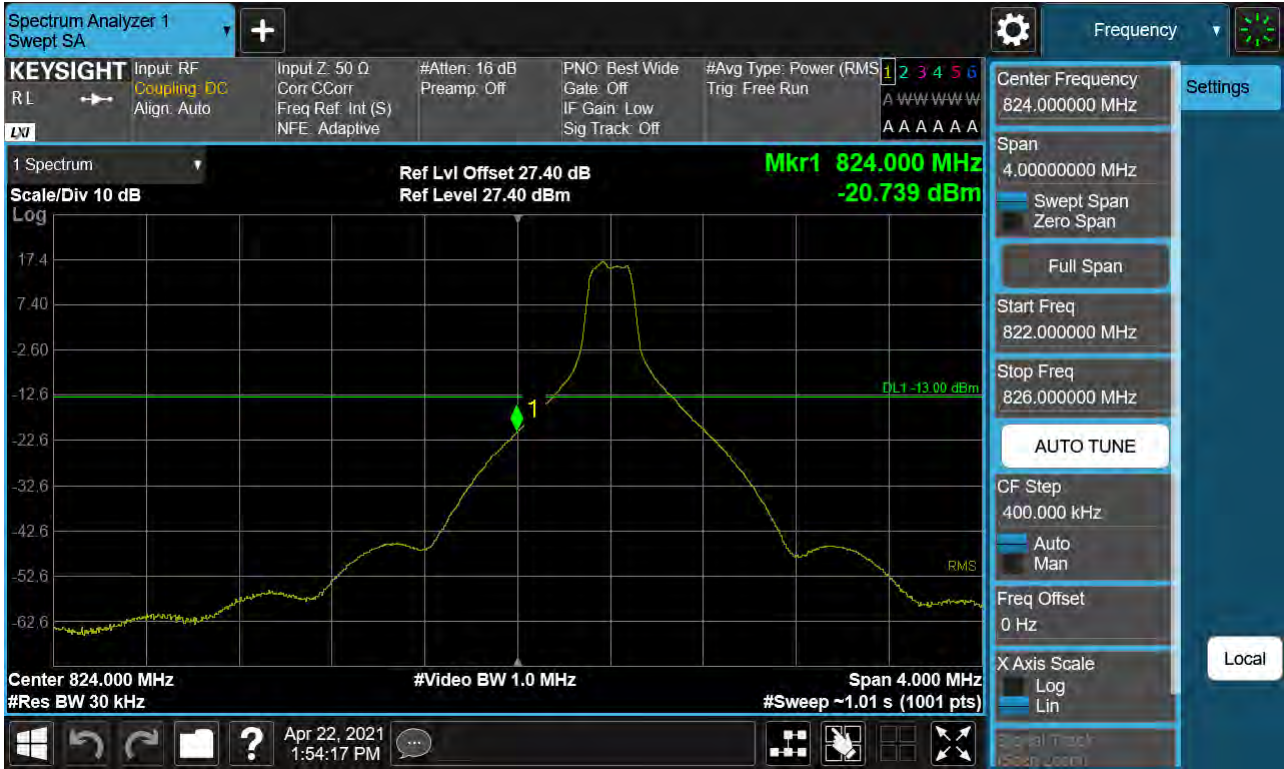 Spectrum Analyzer 1
Swept SA
Frequency
KEYSIGHT
R L
LXI
Input: RF
Coupling: DC
Align: Auto
Input Z: 50 Ω
Corr CCorr
Freq Ref: Int (S)
NFE: Adaptive
#Atten: 16 dB
Preamp: Off
PNO: Best Wide
Gate: Off
IF Gain: Low
Sig Track: Off
#Avg Type: Power (RMS
Trig: Free Run
1 2 3 4 5 6
A W W W W W
A A A A A A
1 Spectrum
Scale/Div 10 dB
Ref Lvl Offset 27.40 dB
Ref Level 27.40 dBm
Mkr1 824.000 MHz
-20.739 dBm
Log
17.4
7.40
-2.60
-12.6
-22.6
-32.6
-42.6
-52.6
-62.6
1
DL1 -13.00 dBm
RMS
Center 824.000 MHz
#Res BW 30 kHz
#Video BW 1.0 MHz
Span 4.000 MHz
#Sweep ~1.01 s (1001 pts)
Center Frequency
824.000000 MHz
Span
4.00000000 MHz
Swept Span
Zero Span
Full Span
Start Freq
822.000000 MHz
Stop Freq
826.000000 MHz
AUTO TUNE
CF Step
400.000 kHz
Auto
Man
Freq Offset
0 Hz
X Axis Scale
Log
Lin
Signal Track
(Span Zoom)
Settings
Local
?
Apr 22, 2021
1:54:17 PM